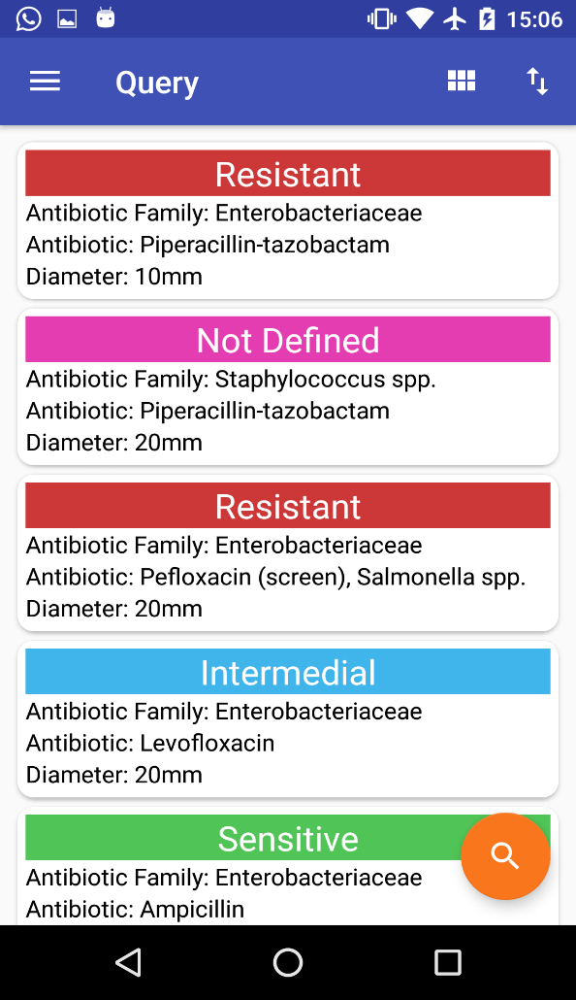 15:06
Query
Resistant
Antibiotic Family: Enterobacteriaceae
Antibiotic: Piperacillin-tazobactam
Diameter: 10mm
Not Defined
Antibiotic Family: Staphylococcus spp.
Antibiotic: Piperacillin-tazobactam
Diameter: 20mm
Resistant
Antibiotic Family: Enterobacteriaceae
Antibiotic: Pefloxacin (screen), Salmonella spp.
Diameter: 20mm
Intermedial
Antibiotic Family: Enterobacteriaceae
Antibiotic: Levofloxacin
Diameter: 20mm
Sensitive
Antibiotic Family: Enterobacteriaceae
Antibiotic: Ampicillin